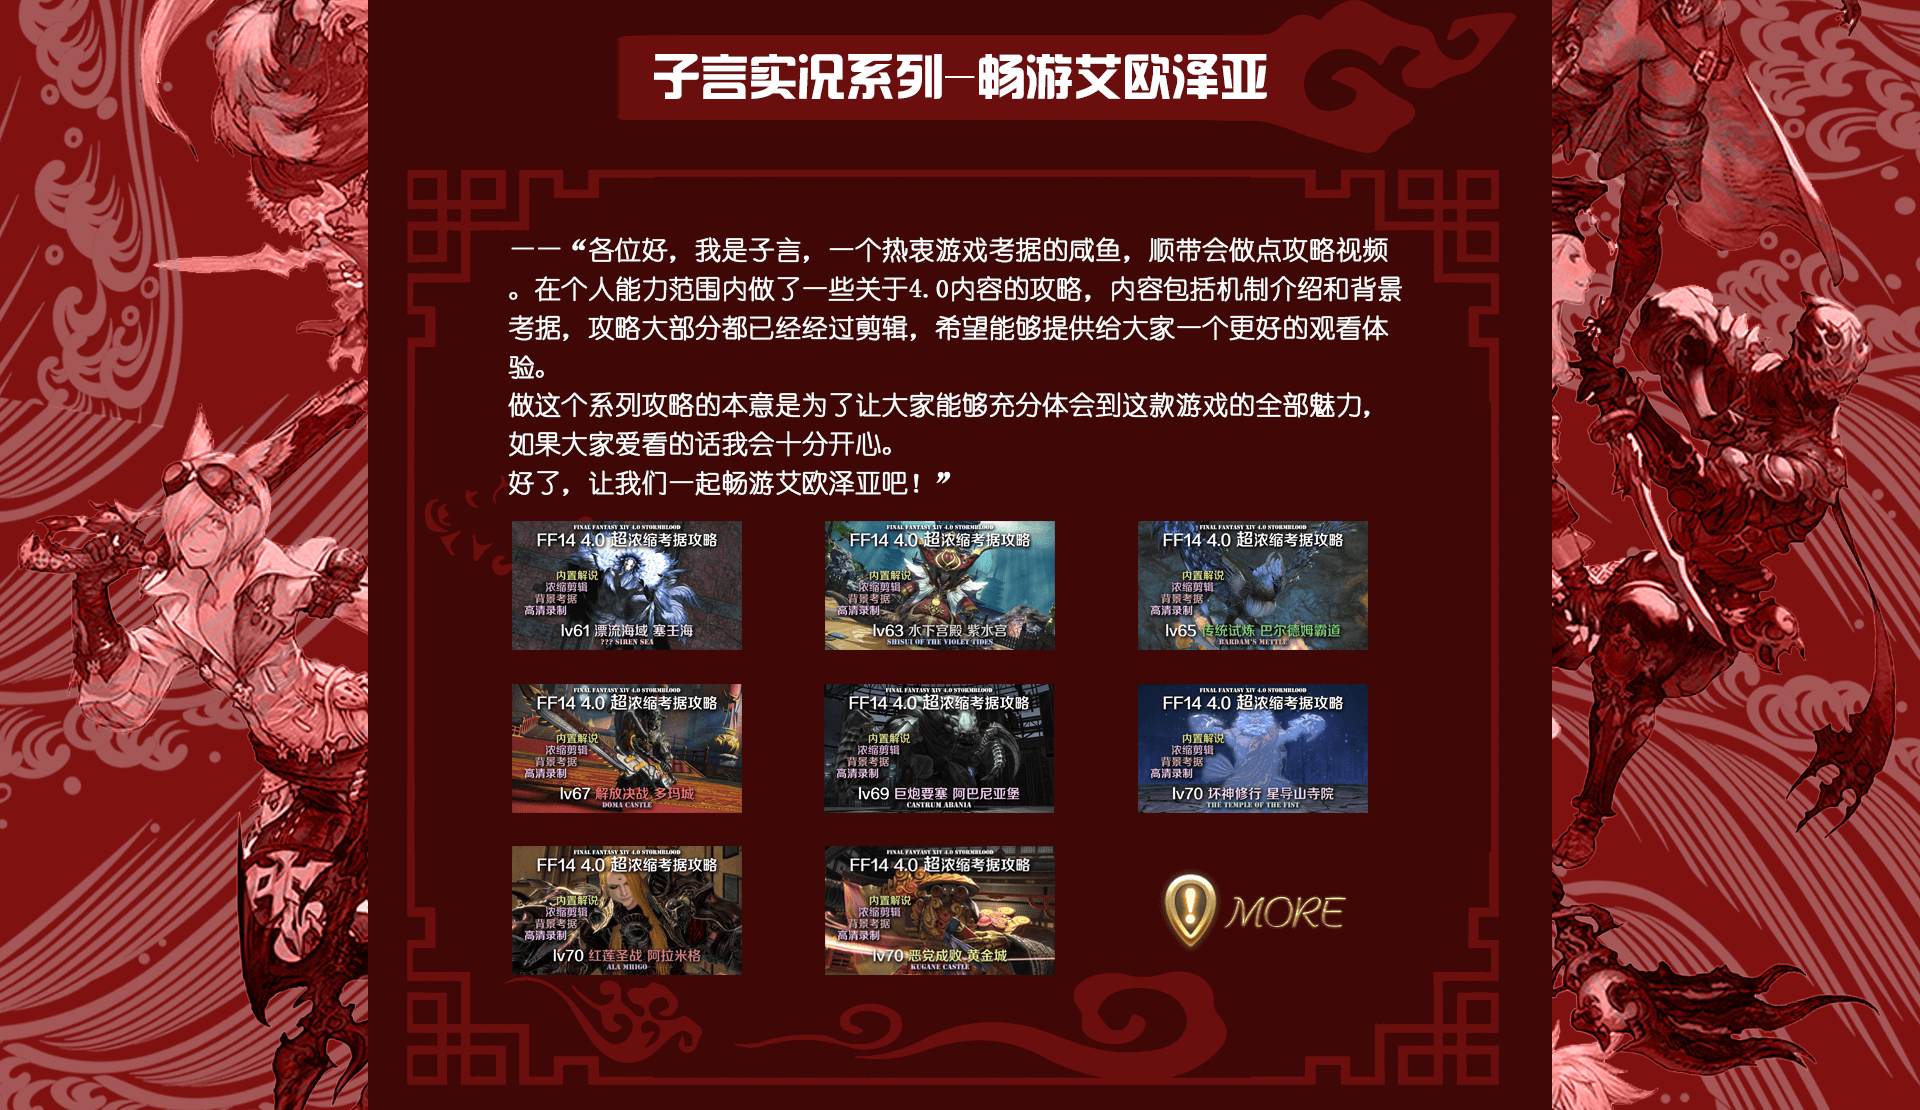 子言实况系列—畅游艾欧泽亚
——“各位好，我是子言，一个热衷游戏考据的咸鱼，顺带会做点攻略视频
。在个人能力范围内做了一些关于4.0内容的攻略，内容包括机制介绍和背景
考据，攻略大部分都已经经过剪辑，希望能够提供给大家一个更好的观看体
验。
做这个系列攻略的本意是为了让大家能够充分体会到这款游戏的全部魅力，
如果大家爱看的话我会十分开心。
好了，让我们一起畅游艾欧泽亚吧！”
FINAL FANTASY XIV 4.0 STORMBLOOD
FF14 4.0 超浓缩考据攻略
内置解说
浓缩剪辑
背景考据
高清录制
lv61 漂流海域 塞壬海
??? SIREN SEA
FINAL FANTASY XIV 4.0 STORMBLOOD
FF14 4.0 超浓缩考据攻略
内置解说
浓缩剪辑
背景考据
高清录制
lv63 水下宫殿 紫水宫
SHISUI OF THE VIOLET TIDES
FINAL FANTASY XIV 4.0 STORMBLOOD
FF14 4.0 超浓缩考据攻略
内置解说
浓缩剪辑
背景考据
高清录制
lv65 传统试炼 巴尔德姆霸道
BARDAM'S METTLE
FINAL FANTASY XIV 4.0 STORMBLOOD
FF14 4.0 超浓缩考据攻略
内置解说
浓缩剪辑
背景考据
高清录制
lv67 解放决战 多玛城
DOMA CASTLE
FINAL FANTASY XIV 4.0 STORMBLOOD
FF14 4.0 超浓缩考据攻略
内置解说
浓缩剪辑
背景考据
高清录制
lv69 巨炮要塞 阿巴尼亚堡
CASTRUM ABANIA
FINAL FANTASY XIV 4.0 STORMBLOOD
FF14 4.0 超浓缩考据攻略
内置解说
浓缩剪辑
背景考据
高清录制
lv70 坏神修行 星导山寺院
THE TEMPLE OF THE FIST
FINAL FANTASY XIV 4.0 STORMBLOOD
FF14 4.0 超浓缩考据攻略
内置解说
浓缩剪辑
背景考据
高清录制
lv70 红莲圣战 阿拉米格
ALA MHIGO
FINAL FANTASY XIV 4.0 STORMBLOOD
FF14 4.0 超浓缩考据攻略
内置解说
浓缩剪辑
背景考据
高清录制
lv70 恶党成败 黄金城
KUGANE CASTLE
MORE